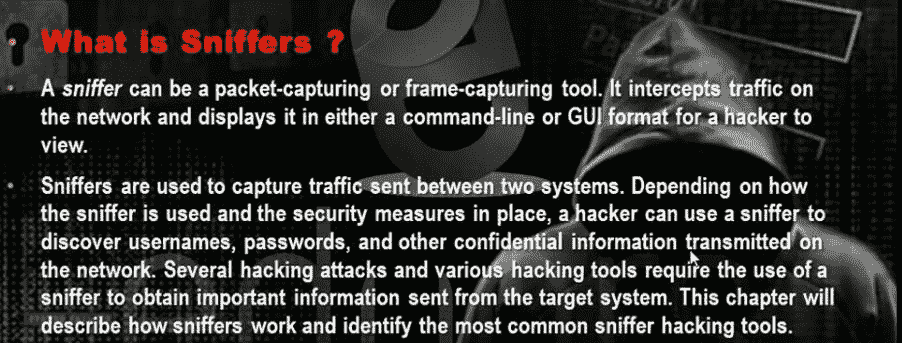 What is Sniffers ?
A sniffer can be a packet-capturing or frame-capturing tool. It intercepts traffic on
the network and displays it in either a command-line or GUI format for a hacker to
view.
Sniffers are used to capture traffic sent between two systems. Depending on how
the sniffer is used and the security measures in place, a hacker can use a sniffer to
discover usernames, passwords, and other confidential information transmitted on
the network. Several hacking attacks and various hacking tools require the use of a
sniffer to obtain important information sent from the target system. This chapter will
describe how sniffers work and identify the most common sniffer hacking tools.